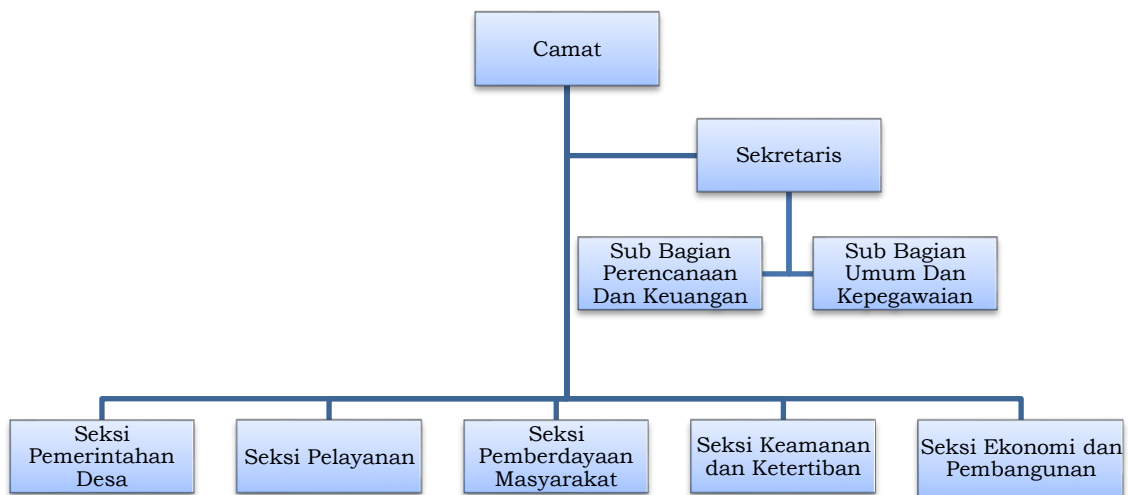 Camat
Sekretaris
Sub Bagian
Perencanaan
Dan Keuangan
Sub Bagian
Umum Dan
Kepegawaian
Seksi
Pemerintahan
Desa
Seksi Pelayanan
Seksi
Pemberdayaan
Masyarakat
Seksi Keamanan
dan Ketertiban
Seksi Ekonomi dan
Pembangunan